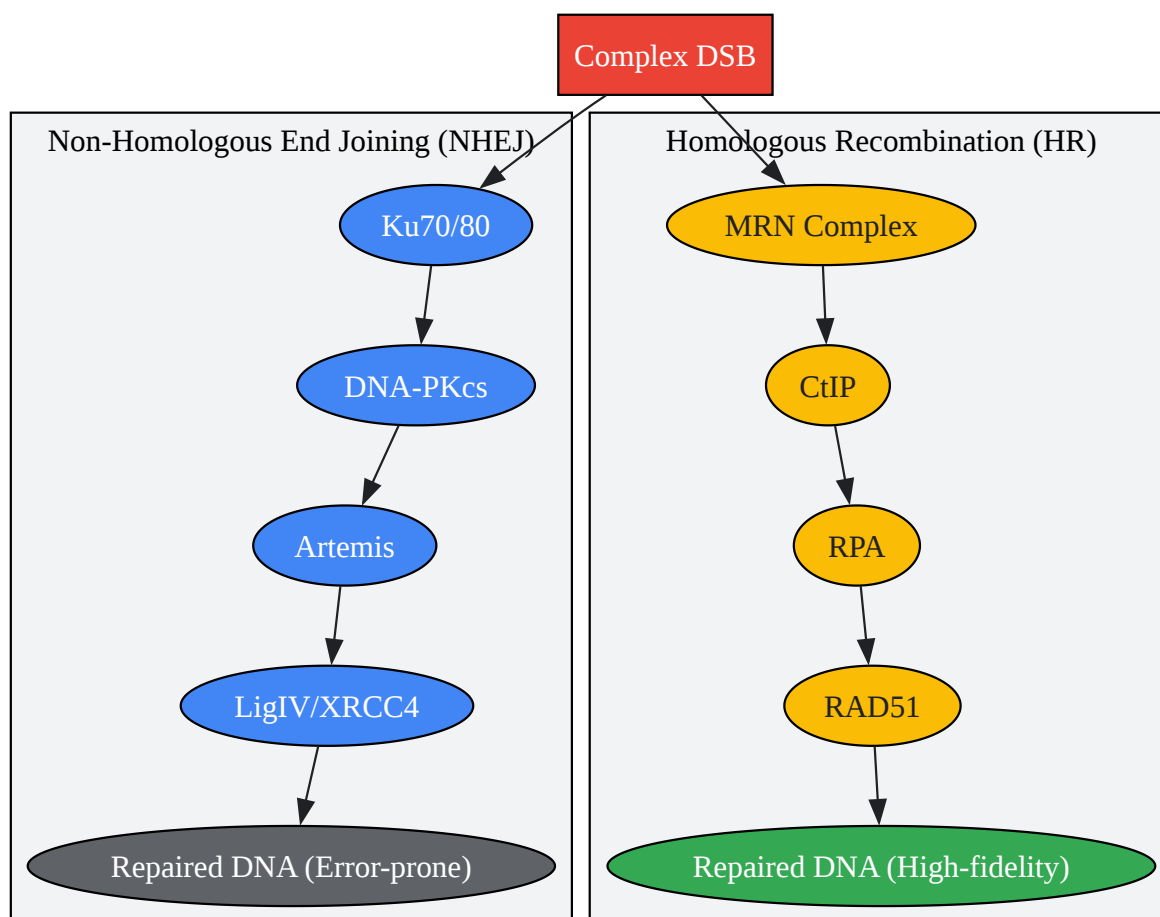 Complex DSB
Non-Homologous End Joining (NHEJ)
Ku70/80
DNA-PKcs
Artemis
LigIV/XRCC4
Repaired DNA (Error-prone)
Homologous Recombination (HR)
MRN Complex
CtIP
RPA
RAD51
Repaired DNA (High-fidelity)